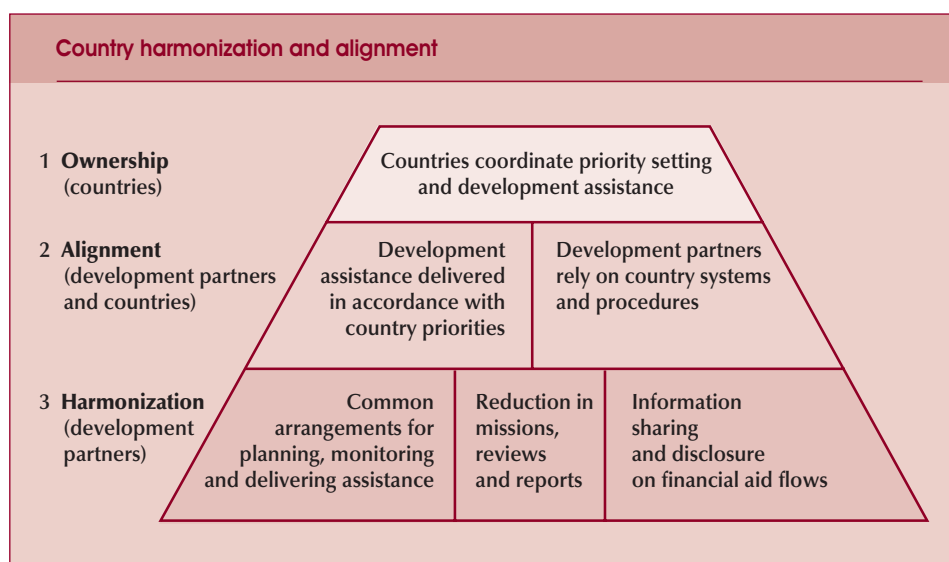 Country harmonization and alignment
1 Ownership
(countries)
Countries coordinate priority setting
and development assistance
2 Alignment
(development partners
and countries)
Development
assistance delivered
in accordance with
country priorities
Development partners
rely on country systems
and procedures
3 Harmonization
(development
partners)
Common
arrangements for
planning, monitoring
and delivering assistance
Reduction in
missions,
reviews
and reports
Information
sharing
and disclosure
on financial aid flows